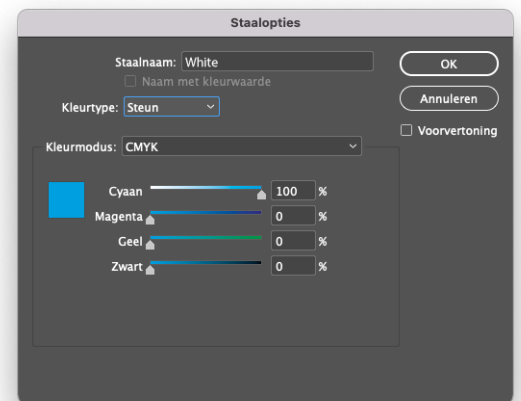 Staalopties
Staalnaam: White
Naam met kleurwaarde
Kleurtype: Steun
OK
Annuleren
Voorvertoning
Kleurmodus: CMYK
Cyaan 100 %
Magenta 0 %
Geel 0 %
Zwart 0 %